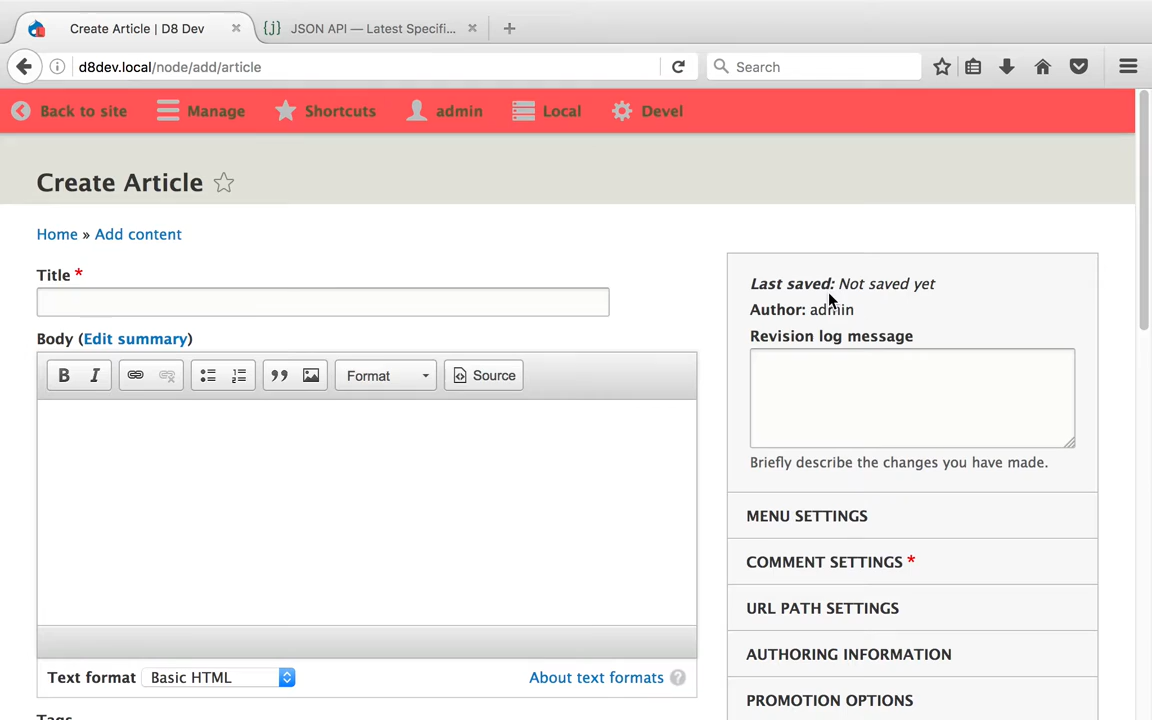 Create Article | D8 Dev
{j} JSON API — Latest Specifi...
d8dev.local/node/add/article
Search
Back to site
Manage
Shortcuts
admin
Local
Devel
Create Article
Home » Add content
Title *
Last saved: Not saved yet
Author: admin
Revision log message
Body (Edit summary)
B I
Format
Source
Briefly describe the changes you have made.
MENU SETTINGS
COMMENT SETTINGS *
URL PATH SETTINGS
AUTHORING INFORMATION
PROMOTION OPTIONS
Text format Basic HTML
About text formats ?
Tags